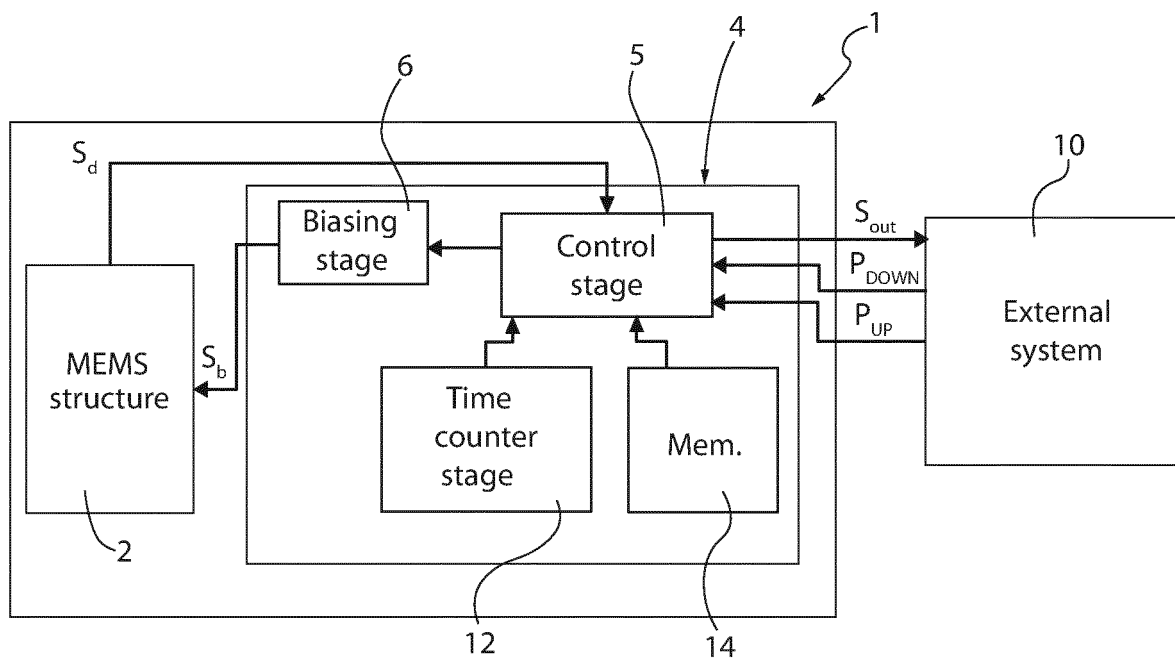 1
4
5
6
10
S_d
Biasing
stage
Control
stage
S_out
P_DOWN
P_UP
External
system
MEMS
structure
S_b
Time
counter
stage
Mem.
2
12
14